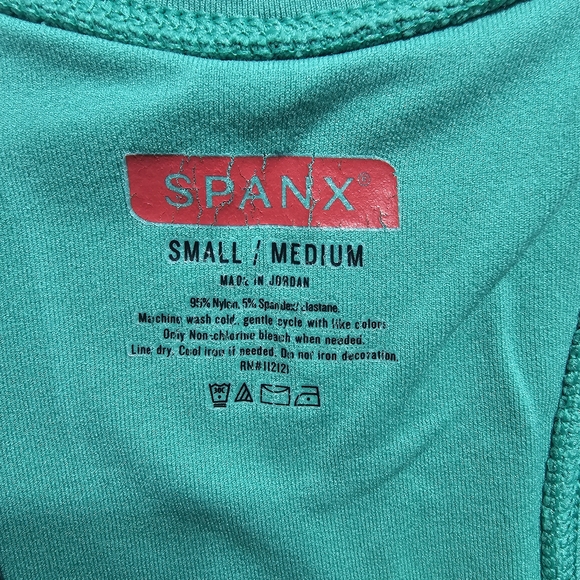 SPANX®
SMALL / MEDIUM
MADE IN JORDAN
95% Nylon, 5% Spandex/elastane.
Machine wash cold, gentle cycle with like colors.
Only Non-chlorine bleach when needed.
Line dry. Cool iron if needed. Do not iron decoration.
RN#112121
30C